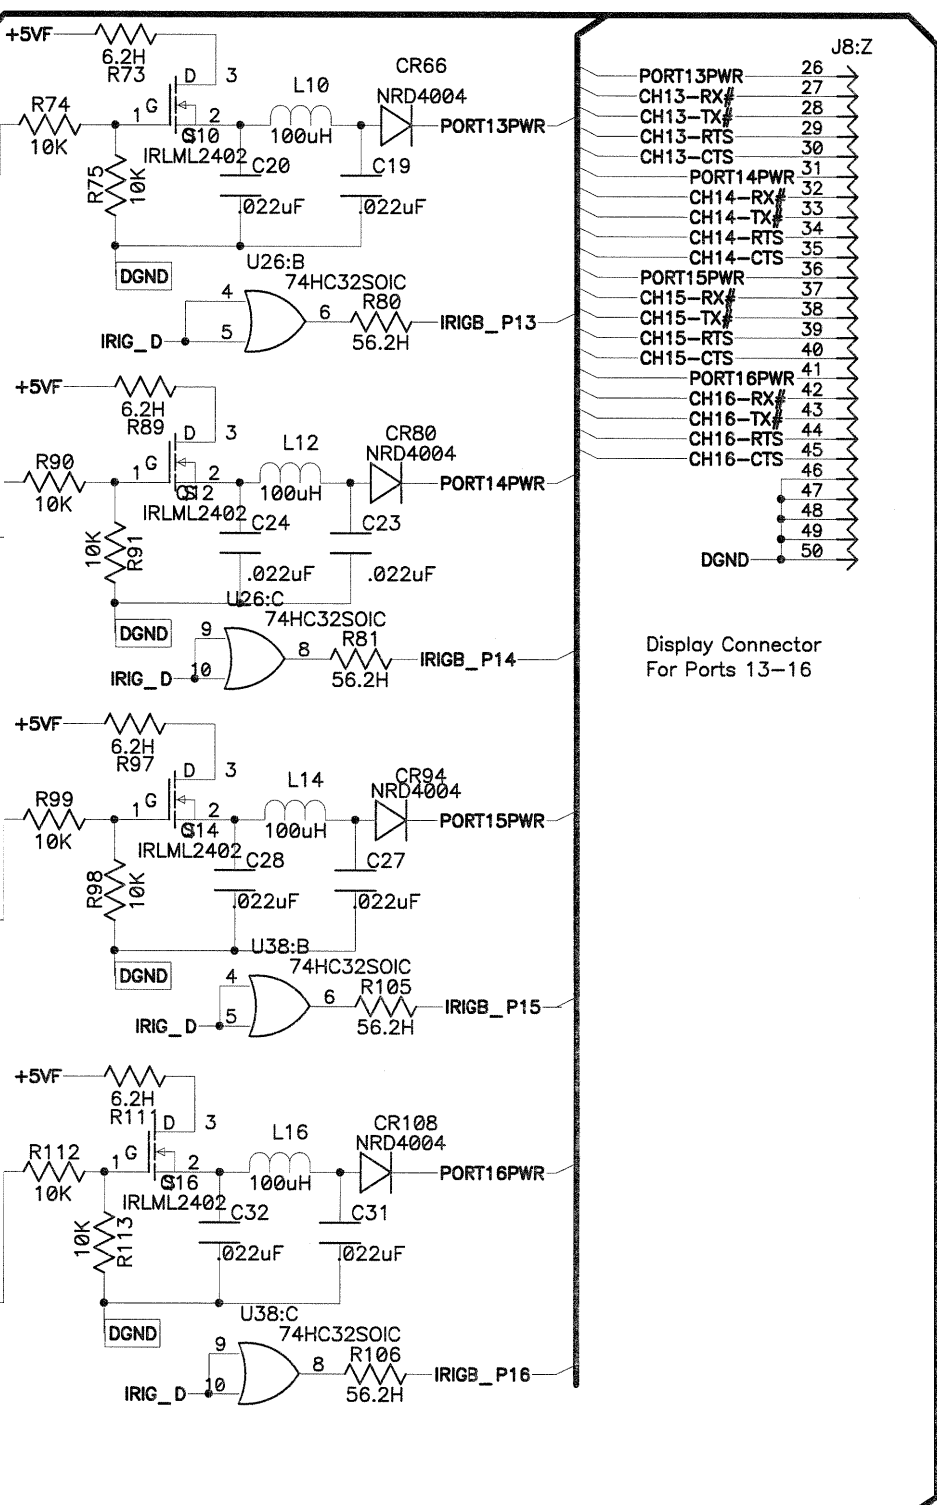 +5VF
6.2H
R73
D
3
R74
10K
1
G
2
Q10
S
IRLML2402
L10
100uH
CR66
NRD4004
PORT13PWR
R75
10K
C20
.022uF
C19
.022uF
DGND
U26:B
74HC32SOIC
4
5
6
R80
56.2H
IRIG_D
IRIGB_P13
+5VF
6.2H
R89
D
3
R90
10K
1
G
2
Q12
S
IRLML2402
L12
100uH
CR80
NRD4004
PORT14PWR
10K
R91
C24
.022uF
C23
.022uF
DGND
U26:C
74HC32SOIC
9
10
8
R81
56.2H
IRIG_D
IRIGB_P14
+5VF
6.2H
R97
D
3
R99
10K
1
G
2
Q14
S
IRLML2402
L14
100uH
CR94
NRD4004
PORT15PWR
R98
10K
C28
.022uF
C27
.022uF
DGND
U38:B
74HC32SOIC
4
5
6
R105
56.2H
IRIG_D
IRIGB_P15
+5VF
6.2H
R111
D
3
R112
10K
1
G
2
Q16
S
IRLML2402
L16
100uH
CR108
NRD4004
PORT16PWR
10K
R113
C32
.022uF
C31
.022uF
DGND
U38:C
74HC32SOIC
9
10
8
R106
56.2H
IRIG_D
IRIGB_P16
J8:Z
PORT13PWR 26
CH13-RX# 27
CH13-TX# 28
CH13-RTS 29
CH13-CTS 30
PORT14PWR 31
CH14-RX# 32
CH14-TX# 33
CH14-RTS 34
CH14-CTS 35
PORT15PWR 36
CH15-RX# 37
CH15-TX# 38
CH15-RTS 39
CH15-CTS 40
PORT16PWR 41
CH16-RX# 42
CH16-TX# 43
CH16-RTS 44
CH16-CTS 45
46
47
48
49
DGND 50
Display Connector
For Ports 13-16